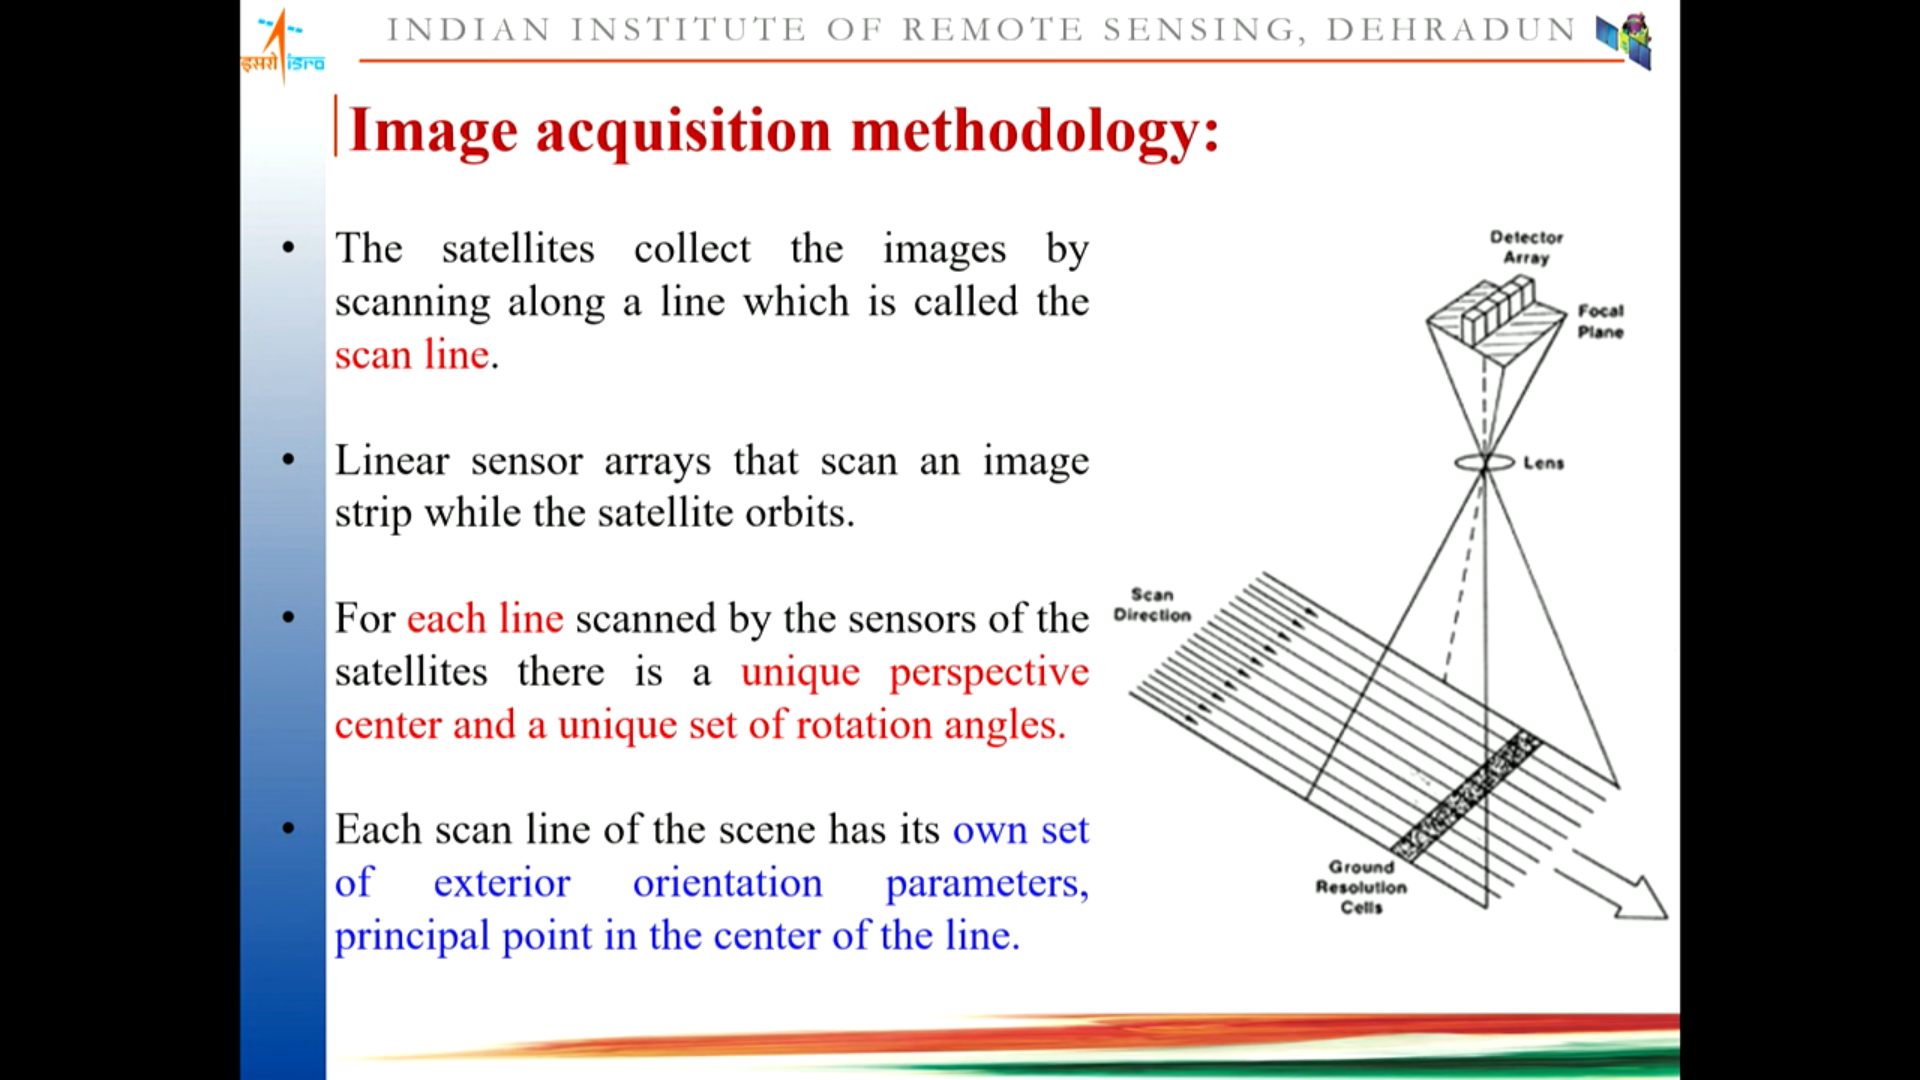 INDIAN INSTITUTE OF REMOTE SENSING, DEHRADUN
इसरो isro
Image acquisition methodology:
• The satellites collect the images by
scanning along a line which is called the
scan line.
• Linear sensor arrays that scan an image
strip while the satellite orbits.
• For each line scanned by the sensors of the
satellites there is a unique perspective
center and a unique set of rotation angles.
• Each scan line of the scene has its own set
of exterior orientation parameters,
principal point in the center of the line.
Detector
Array
Focal
Plane
Lens
Scan
Direction
Ground
Resolution
Cells